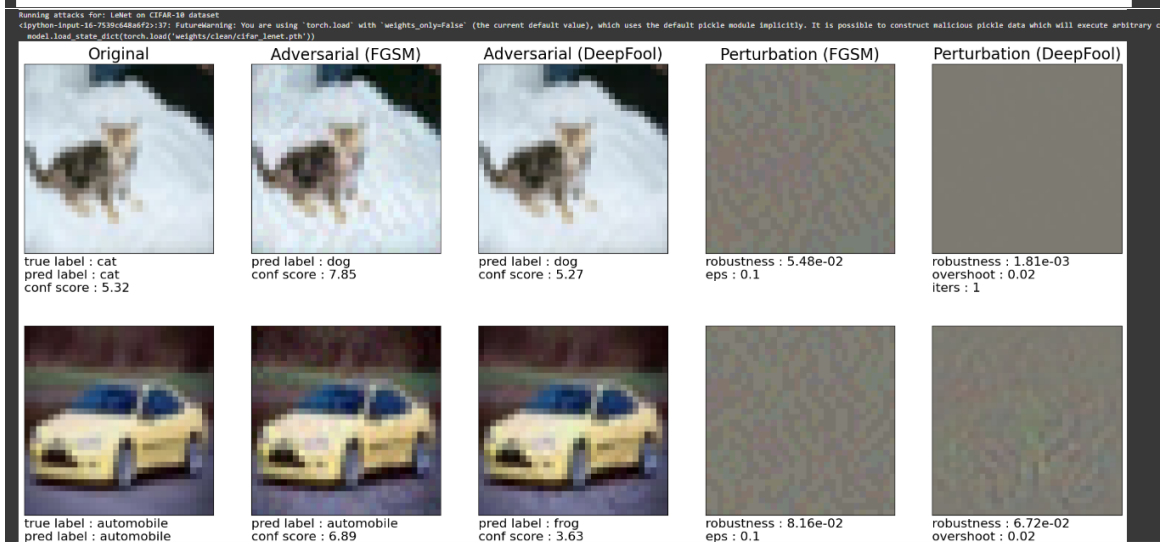 Running attacks for: LeNet on CIFAR-10 dataset
<ipython-input-16-7539c648a6f2>:37: FutureWarning: You are using `torch.load` with `weights_only=False` (the current default value), which uses the default pickle module implicitly. It is possible to construct malicious pickle data which will execute arbitrary c
model.load_state_dict(torch.load('weights/clean/cifar_lenet.pth'))
Original Adversarial (FGSM) Adversarial (DeepFool) Perturbation (FGSM) Perturbation (DeepFool)
true label : cat
pred label : cat
conf score : 5.32
pred label : dog
conf score : 7.85
pred label : dog
conf score : 5.27
robustness : 5.48e-02
eps : 0.1
robustness : 1.81e-03
overshoot : 0.02
iters : 1
true label : automobile
pred label : automobile
pred label : automobile
conf score : 6.89
pred label : frog
conf score : 3.63
robustness : 8.16e-02
eps : 0.1
robustness : 6.72e-02
overshoot : 0.02